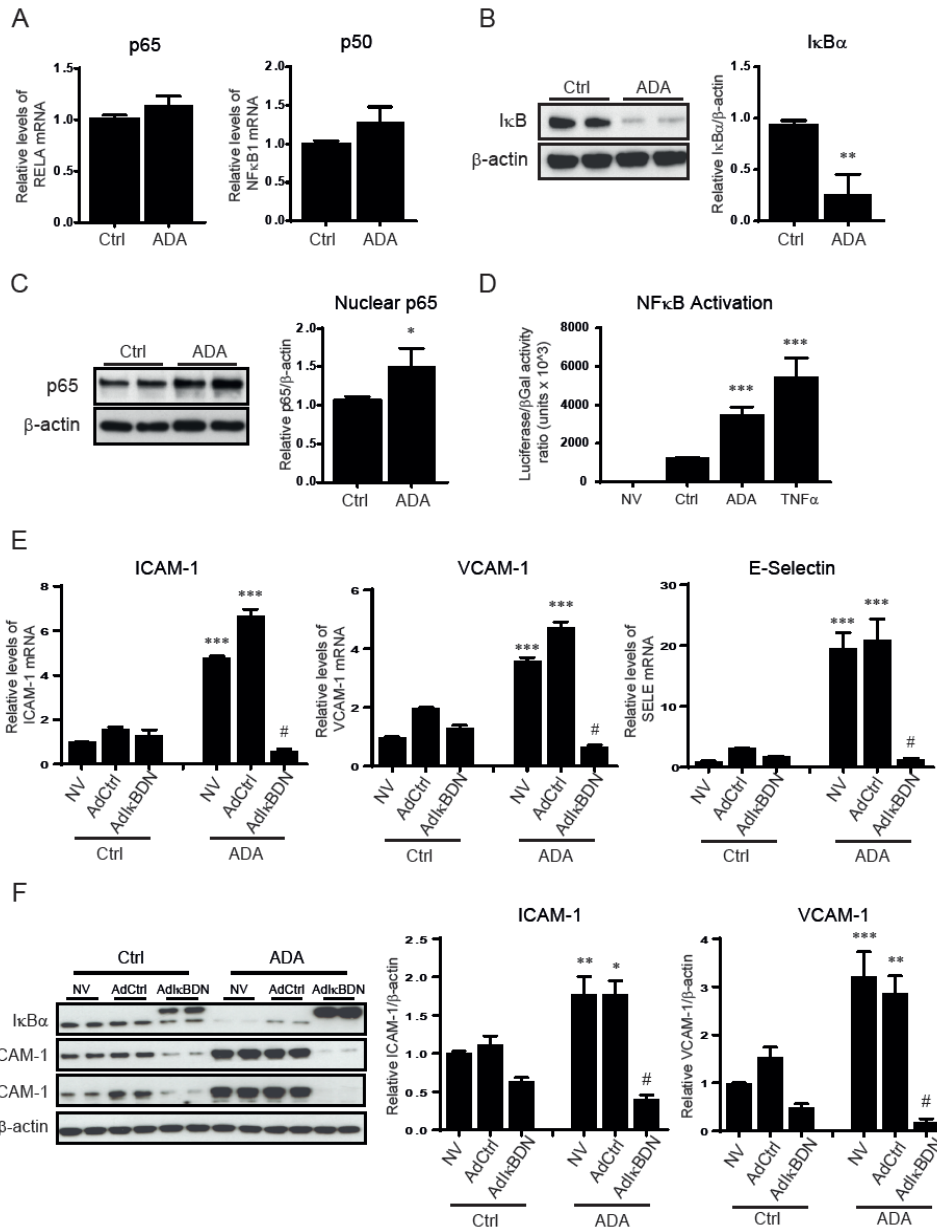 A
p65
Relative levels of
RELA mRNA
1.5
1.0
0.5
0.0
Ctrl ADA
p50
Relative levels of
NFκB1 mRNA
2.0
1.5
1.0
0.5
0.0
Ctrl ADA
B
Ctrl ADA
IκB
β-actin
IκBα
Relative IκBα/β-actin
1.5
1.0
0.5
0.0
**
Ctrl ADA
C
Ctrl ADA
p65
β-actin
Nuclear p65
Relative p65/β-actin
2.0
1.5
1.0
0.5
0.0
*
Ctrl ADA
D
NFκB Activation
Luciferase/βGal activity
ratio (units x 10^3)
8000
6000
4000
2000
0
*** ***
NV Ctrl ADA TNFα
E
ICAM-1
Relative levels of
ICAM-1 mRNA
8
6
4
2
0
*** *** #
NV AdCtrl AdIκBDN NV AdCtrl AdIκBDN
Ctrl ADA
VCAM-1
Relative levels of
VCAM-1 mRNA
6
4
2
0
*** *** #
NV AdCtrl AdIκBDN NV AdCtrl AdIκBDN
Ctrl ADA
E-Selectin
Relative levels of
SELE mRNA
30
20
10
0
*** *** #
NV AdCtrl AdIκBDN NV AdCtrl AdIκBDN
Ctrl ADA
F
Ctrl ADA
NV AdCtrl AdIκBDN NV AdCtrl AdIκBDN
IκBα
CAM-1
CAM-1
β-actin
ICAM-1
Relative ICAM-1/β-actin
2.5
2.0
1.5
1.0
0.5
0.0
** * #
NV AdCtrl AdIκBDN NV AdCtrl AdIκBDN
Ctrl ADA
VCAM-1
Relative VCAM-1/β-actin
4
3
2
1
0
*** ** #
NV AdCtrl AdIκBDN NV AdCtrl AdIκBDN
Ctrl ADA